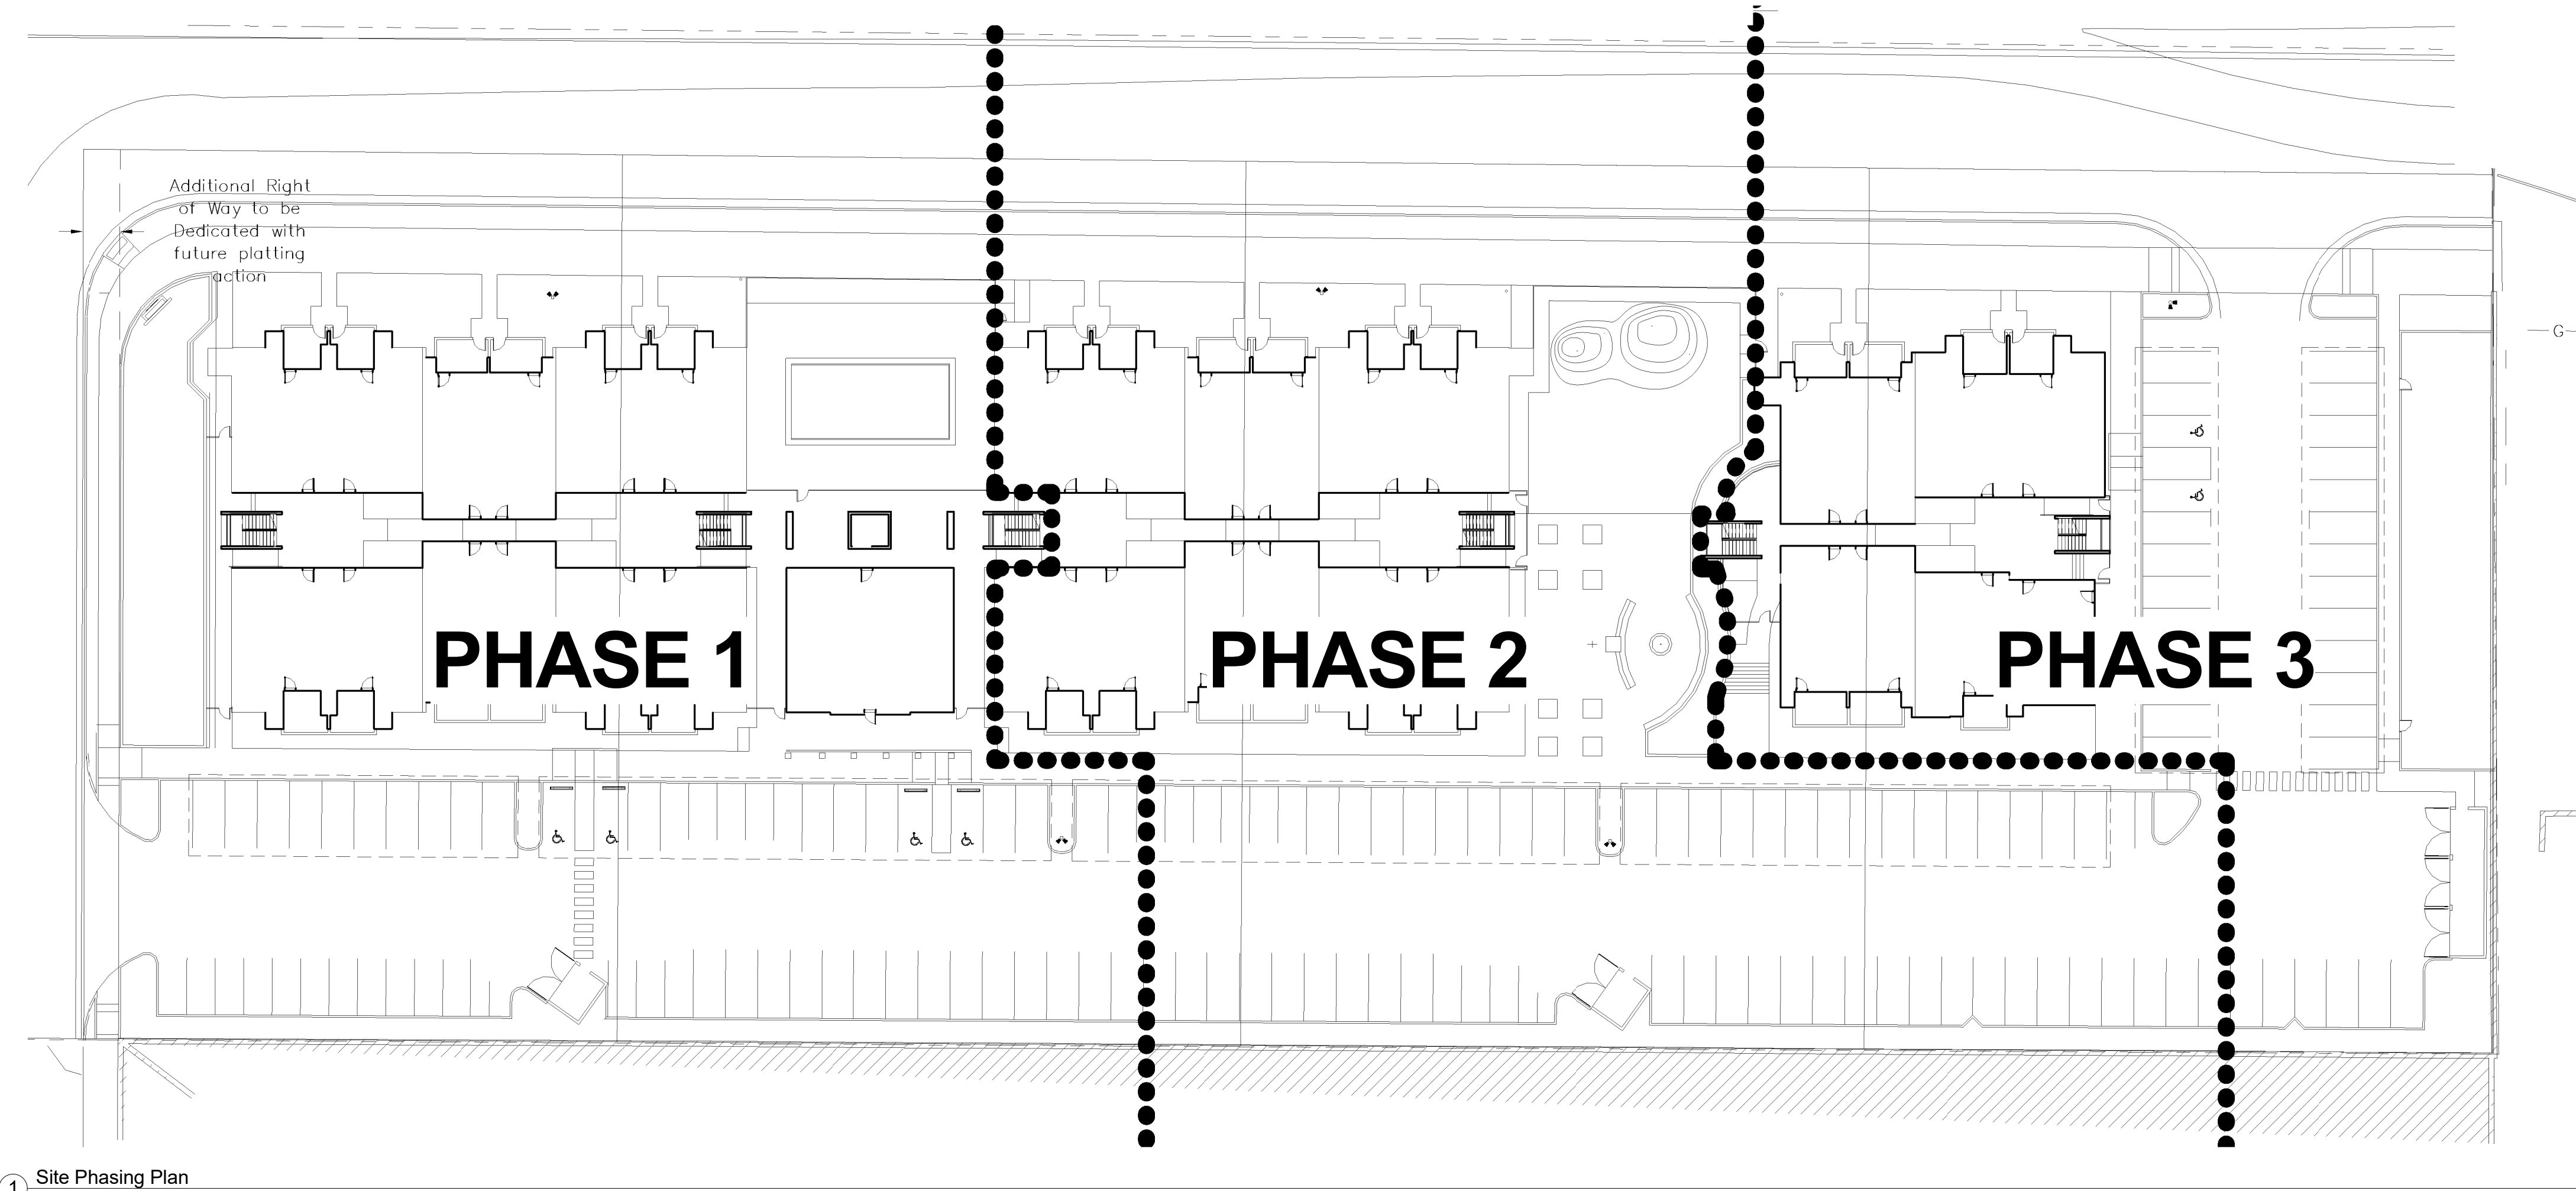 Additional Right
of Way to be
Dedicated with
future platting
action
G
PHASE 1
PHASE 2
PHASE 3
1
Site Phasing Plan